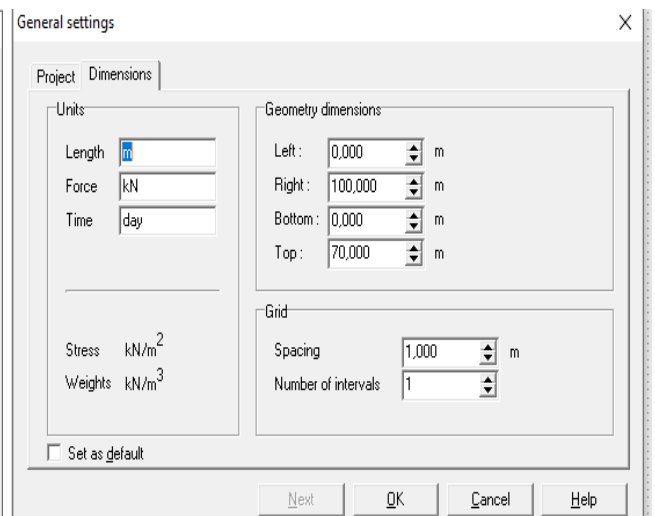 General settings
Project Dimensions
Units
Length m
Force kN
Time day
Stress kN/m2
Weights kN/m3
Geometry dimensions
Left : 0,000 m
Right : 100,000 m
Bottom : 0,000 m
Top : 70,000 m
Grid
Spacing 1,000 m
Number of intervals 1
Set as default
Next OK Cancel Help